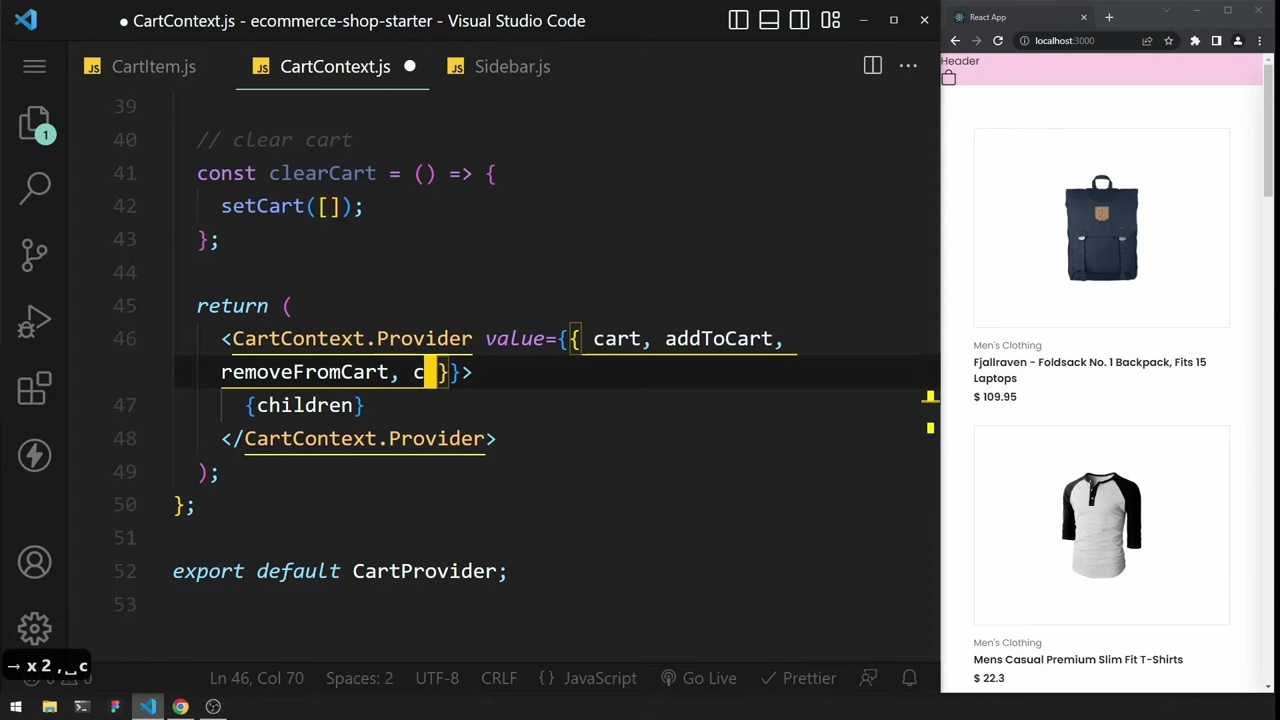 ● CartContext.js - ecommerce-shop-starter - Visual Studio Code
JS CartItem.js
JS CartContext.js ●
JS Sidebar.js
39
40 // clear cart
41 const clearCart = () => {
42 setCart([]);
43 };
44
45 return (
46 <CartContext.Provider value={{ cart, addToCart,
removeFromCart, c }}>
47 {children}
48 </CartContext.Provider>
49 );
50 };
51
52 export default CartProvider;
53
1
→ x 2 , ␣ c
Ln 46, Col 70
Spaces: 2
UTF-8
CRLF
{ } JavaScript
Go Live
✓ Prettier
React App
localhost:3000
Header
Men's Clothing
Fjallraven - Foldsack No. 1 Backpack, Fits 15
Laptops
$ 109.95
Men's Clothing
Mens Casual Premium Slim Fit T-Shirts
$ 22.3